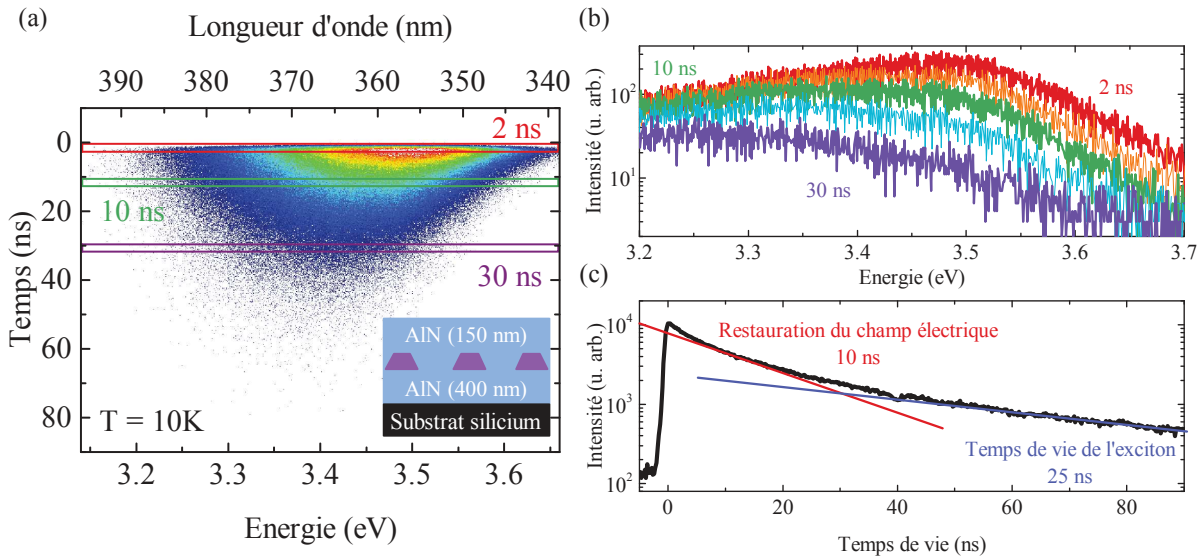 (a)
Longueur d'onde (nm)
390 380 370 360 350 340
0
20
40
60
80
Temps (ns)
2 ns
10 ns
30 ns
AlN (150 nm)
AlN (400 nm)
Substrat silicium
T = 10K
3.2 3.3 3.4 3.5 3.6
Energie (eV)
(b)
Intensité (u. arb.)
10²
10¹
10 ns
2 ns
30 ns
3.2 3.3 3.4 3.5 3.6 3.7
Energie (eV)
(c)
Intensité (u. arb.)
10⁴
10³
10²
Restauration du champ électrique
10 ns
Temps de vie de l'exciton
25 ns
0 20 40 60 80
Temps de vie (ns)